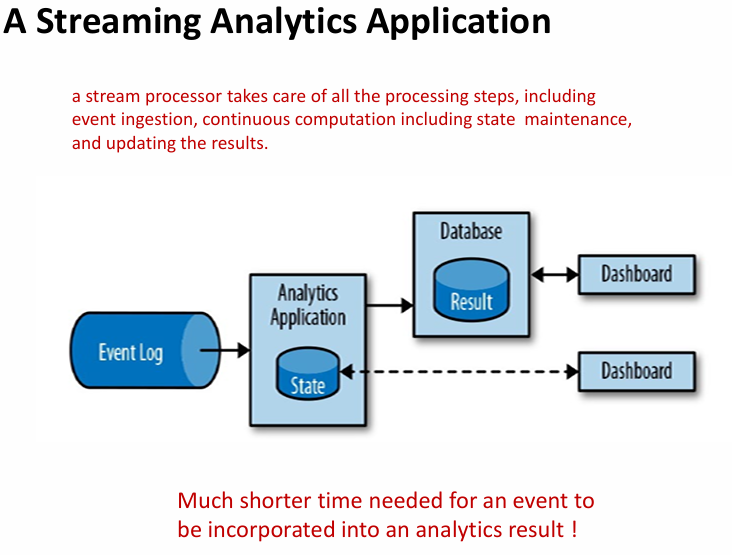 A Streaming Analytics Application
a stream processor takes care of all the processing steps, including
event ingestion, continuous computation including state maintenance,
and updating the results.
Database
Result
Dashboard
Analytics
Application
State
Event Log
Dashboard
Much shorter time needed for an event to
be incorporated into an analytics result !